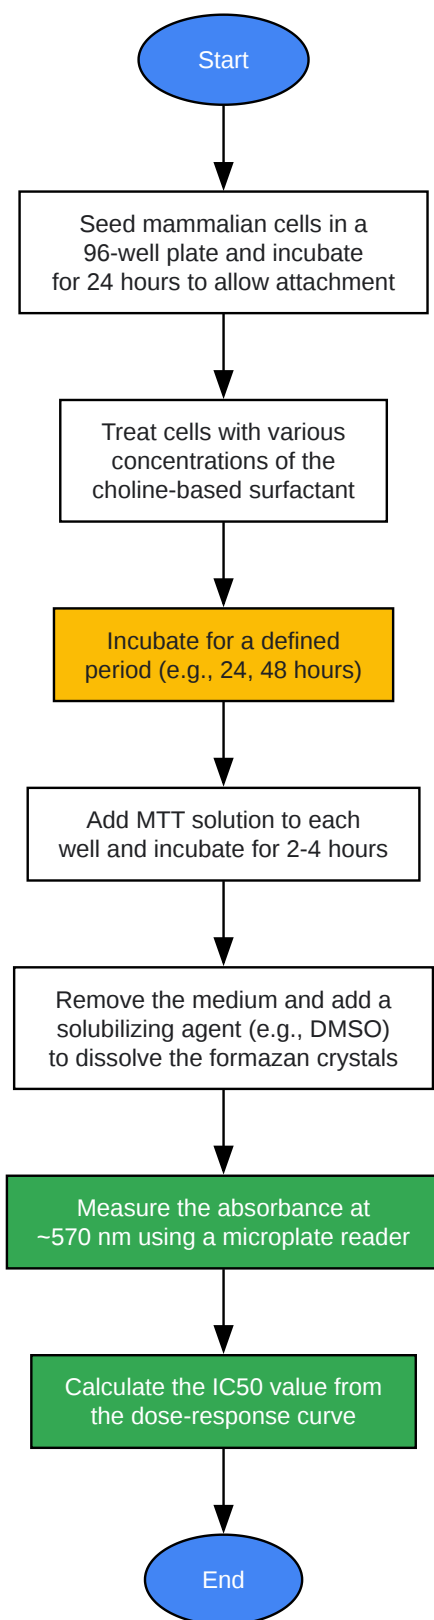 Start
Seed mammalian cells in a
96-well plate and incubate
for 24 hours to allow attachment
Treat cells with various
concentrations of the
choline-based surfactant
Incubate for a defined
period (e.g., 24, 48 hours)
Add MTT solution to each
well and incubate for 2-4 hours
Remove the medium and add a
solubilizing agent (e.g., DMSO)
to dissolve the formazan crystals
Measure the absorbance at
~570 nm using a microplate reader
Calculate the IC50 value from
the dose-response curve
End